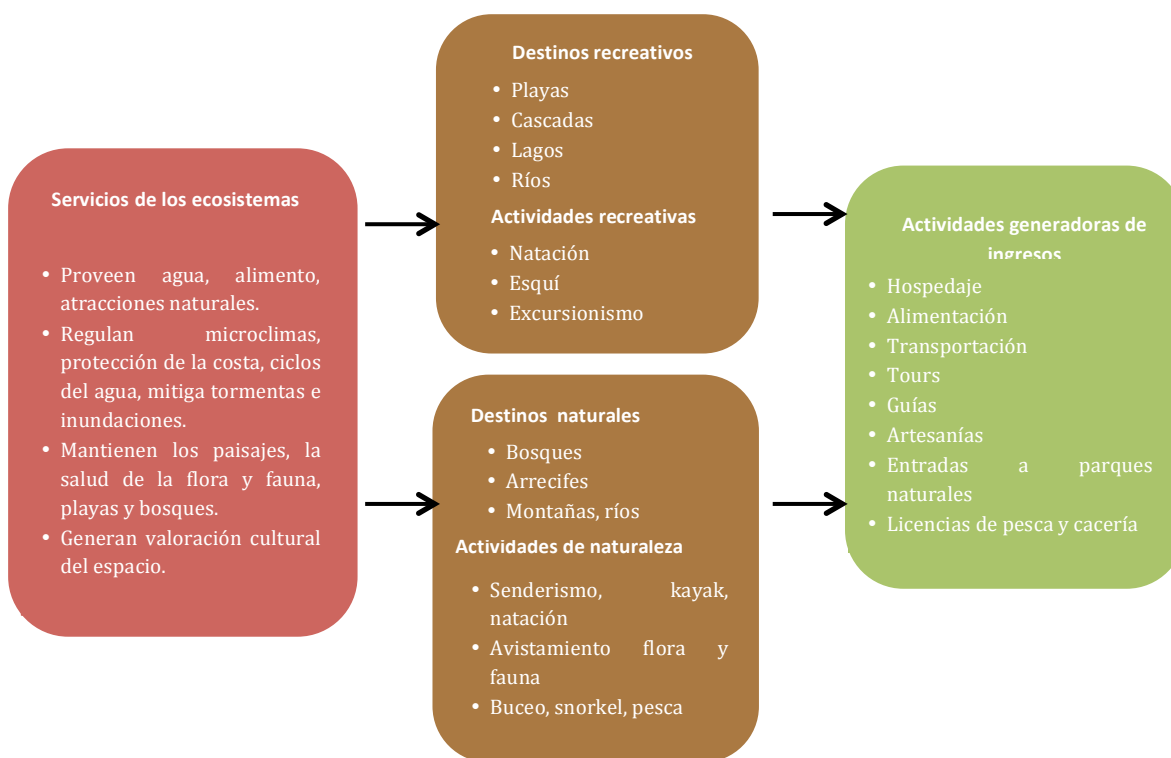 Servicios de los ecosistemas
• Proveen agua, alimento,
atracciones naturales.
• Regulan microclimas,
protección de la costa, ciclos
del agua, mitiga tormentas e
inundaciones.
• Mantienen los paisajes, la
salud de la flora y fauna,
playas y bosques.
• Generan valoración cultural
del espacio.
Destinos recreativos
• Playas
• Cascadas
• Lagos
• Ríos
Actividades recreativas
• Natación
• Esquí
• Excursionismo
Destinos naturales
• Bosques
• Arrecifes
• Montañas, ríos
Actividades de naturaleza
• Senderismo, kayak,
natación
• Avistamiento flora y
fauna
• Buceo, snorkel, pesca
Actividades generadoras de
ingresos
• Hospedaje
• Alimentación
• Transportación
• Tours
• Guías
• Artesanías
• Entradas a parques
naturales
• Licencias de pesca y cacería